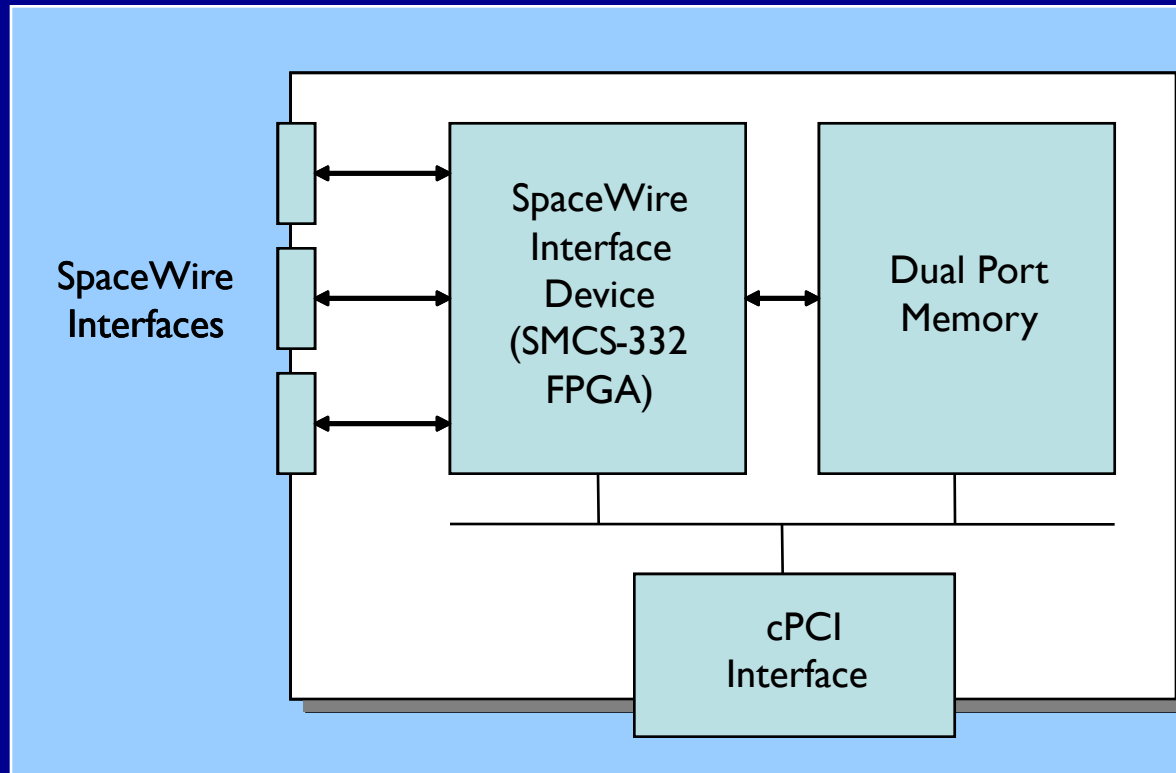 SpaceWire
Interfaces
SpaceWire
Interface
Device
(SMCS-332
FPGA)
Dual Port
Memory
cPCI
Interface